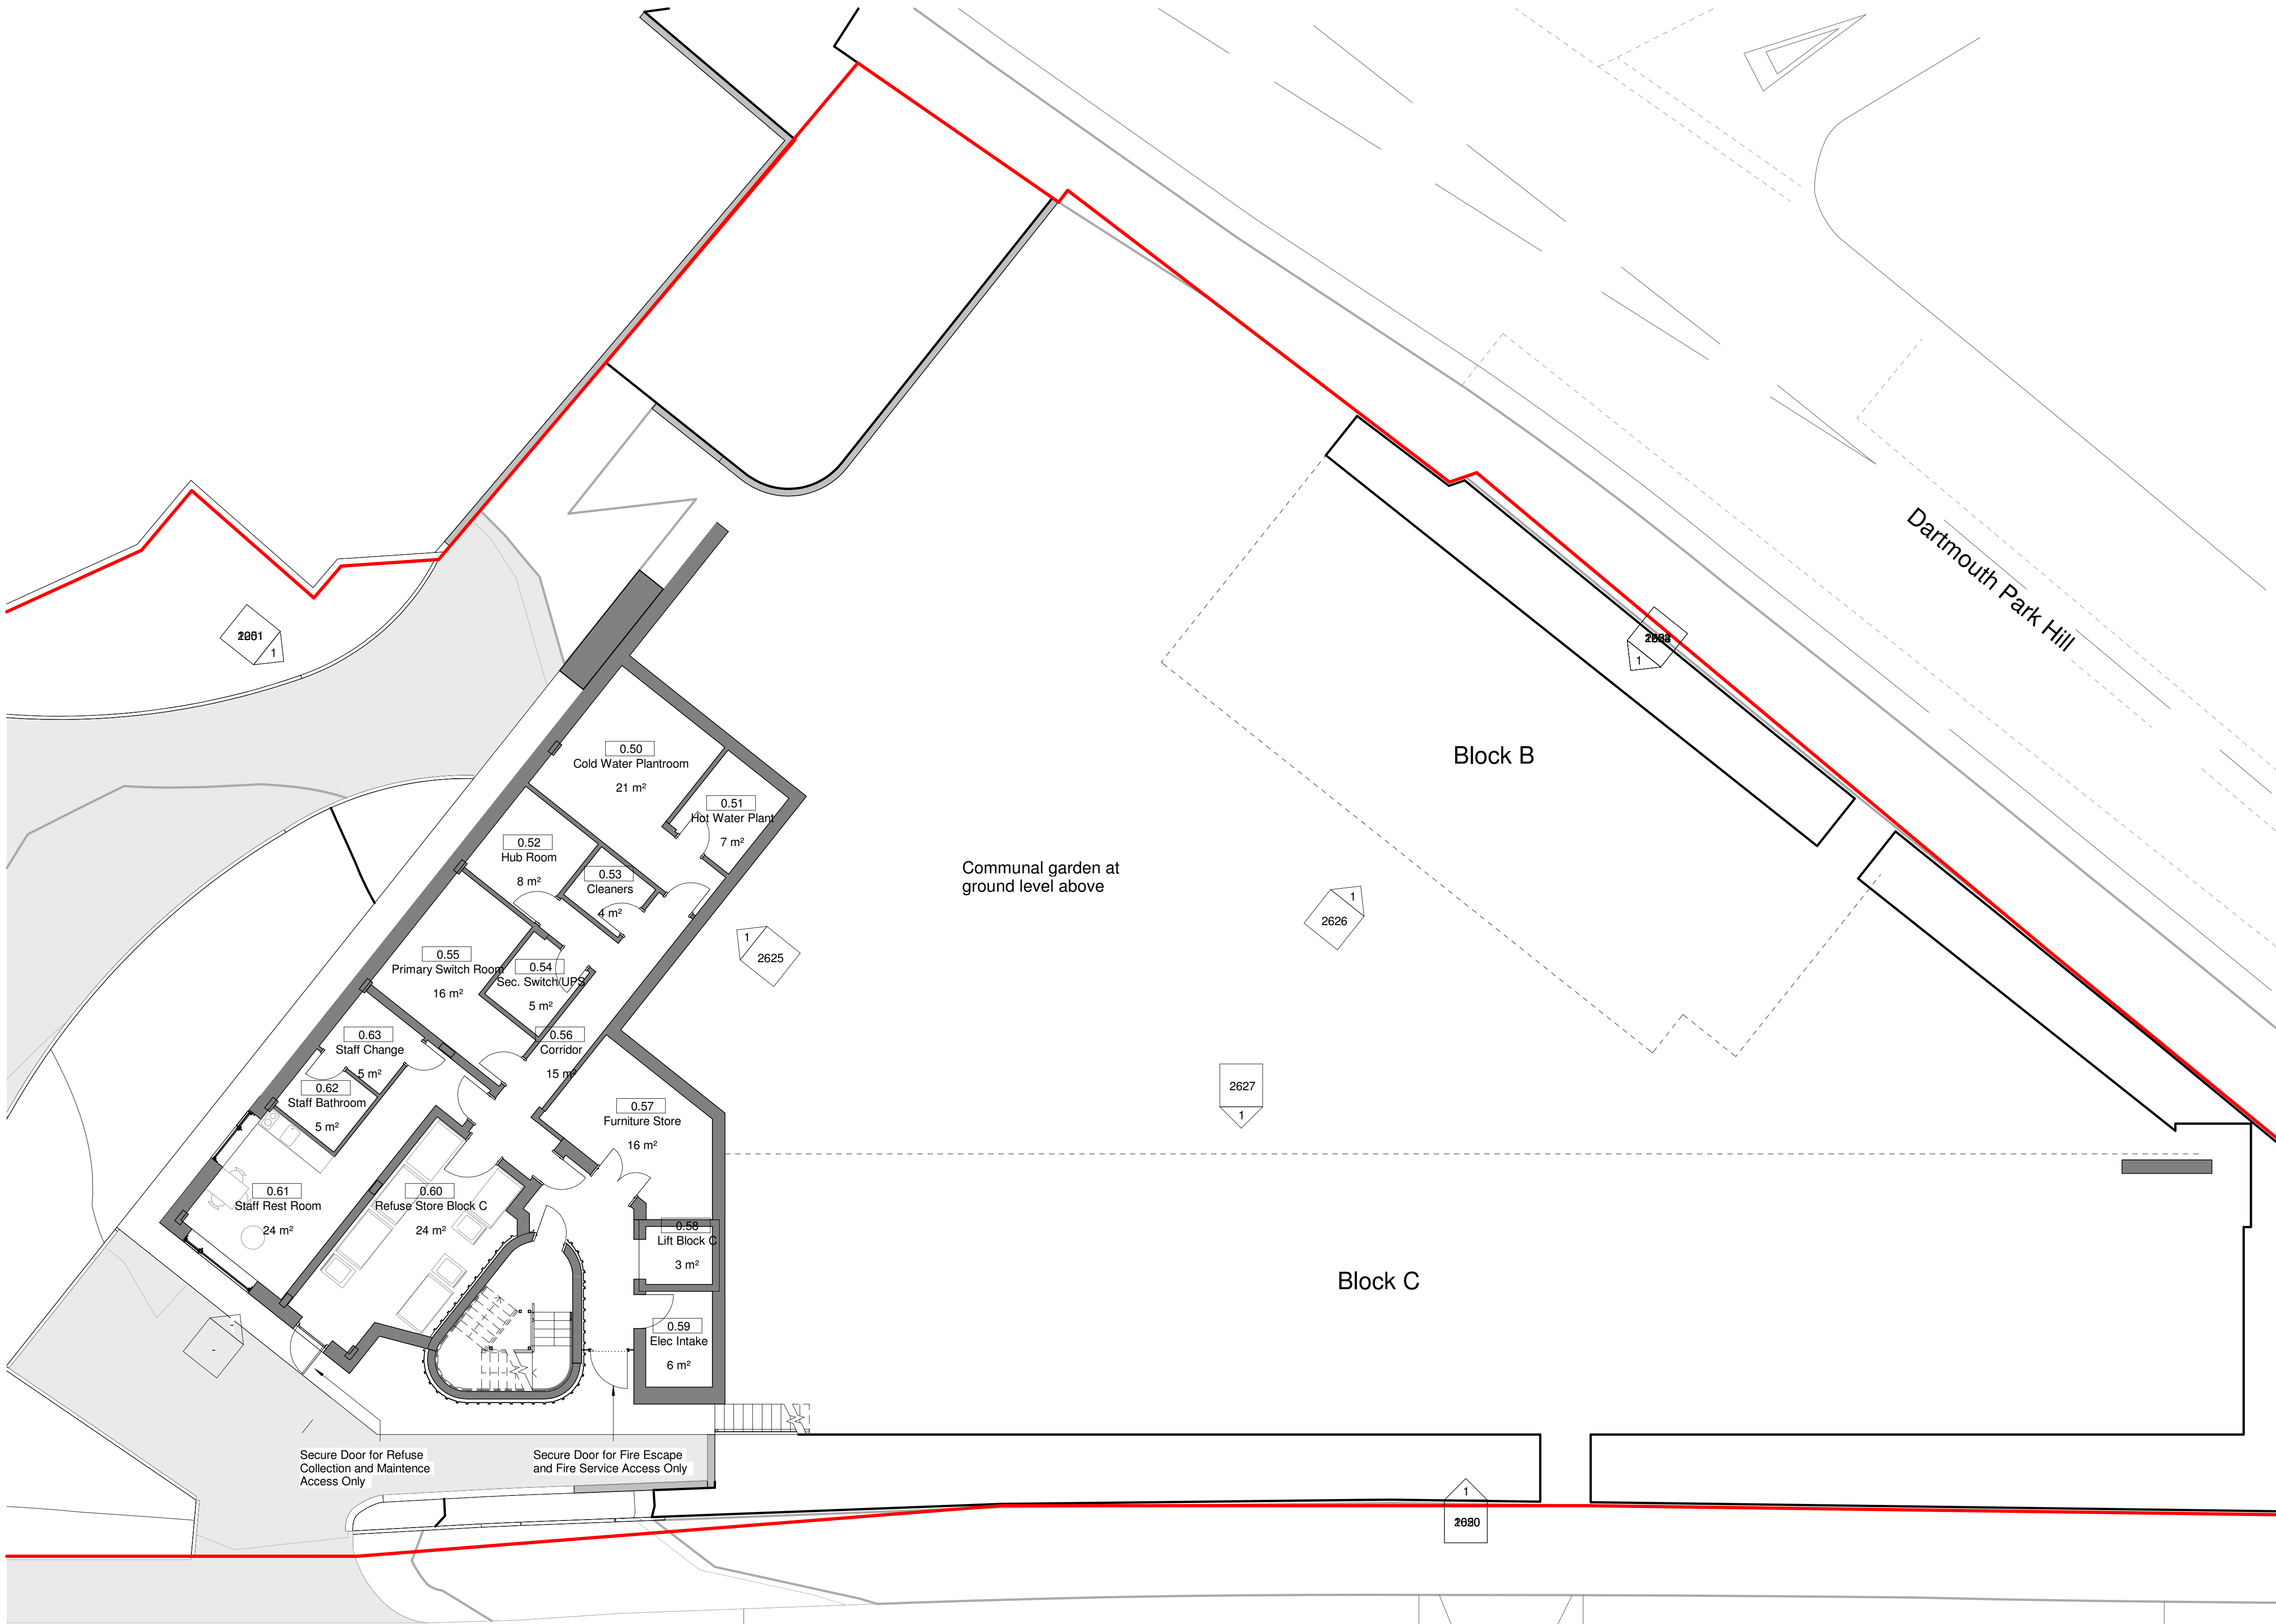 Dartmouth Park Hill
1
1
0.50
Cold Water Plantroom
21 m²
Block B
0.51
Hot Water Plant
7 m²
0.52
Hub Room
8 m²
0.53
Cleaners
4 m²
Communal garden at
ground level above
1
2626
1
2625
0.55
Primary Switch Room
16 m²
0.54
Sec. Switch/UPS
5 m²
0.56
Corridor
15 m²
0.63
Staff Change
5 m²
0.62
Staff Bathroom
5 m²
2627
1
0.57
Furniture Store
16 m²
0.61
Staff Rest Room
24 m²
0.60
Refuse Store Block C
24 m²
0.58
Lift Block C
3 m²
Block C
0.59
Elec Intake
6 m²
-
-
Secure Door for Refuse
Collection and Maintence
Access Only
Secure Door for Fire Escape
and Fire Service Access Only
1